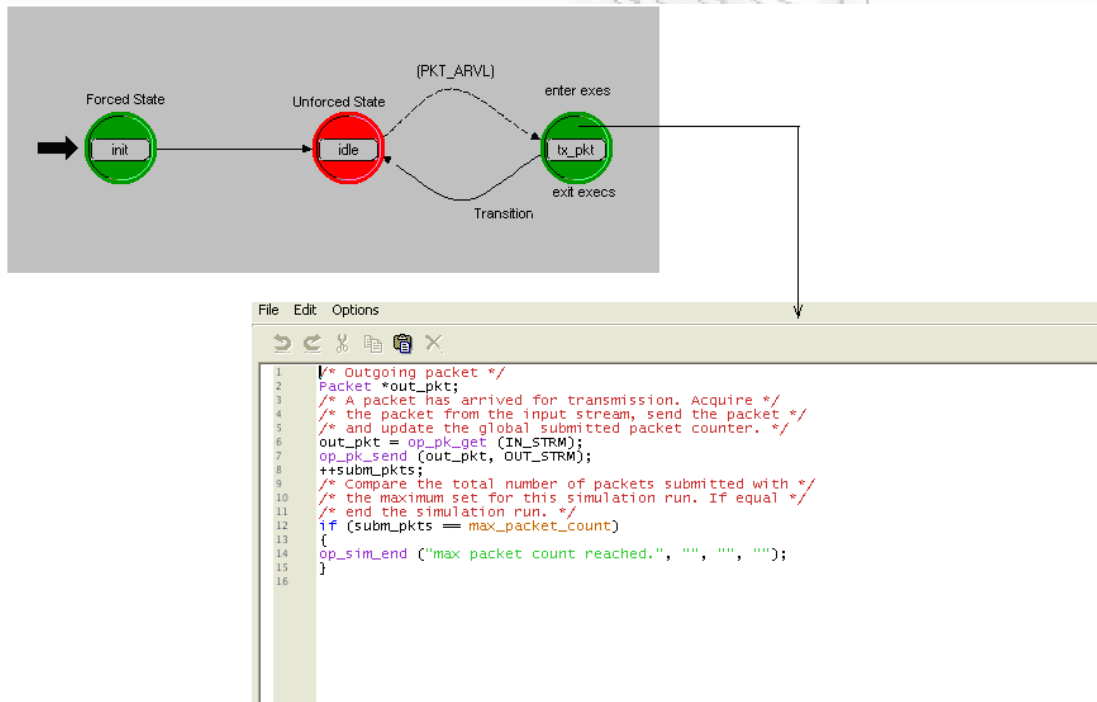 (PKT_ARVL)
enter exes
Forced State
Unforced State
init
idle
tx_pkt
exit execs
Transition
File Edit Options
1 /* Outgoing packet */
2 Packet *out_pkt;
3 /* A packet has arrived for transmission. Acquire */
4 /* the packet from the input stream, send the packet */
5 /* and update the global submitted packet counter. */
6 out_pkt = op_pk_get (IN_STRM);
7 op_pk_send (out_pkt, OUT_STRM);
8 ++subm_pkts;
9 /* Compare the total number of packets submitted with */
10 /* the maximum set for this simulation run. If equal */
11 /* end the simulation run. */
12 if (subm_pkts == max_packet_count)
13 {
14 op_sim_end ("max packet count reached.", "", "", "");
15 }
16